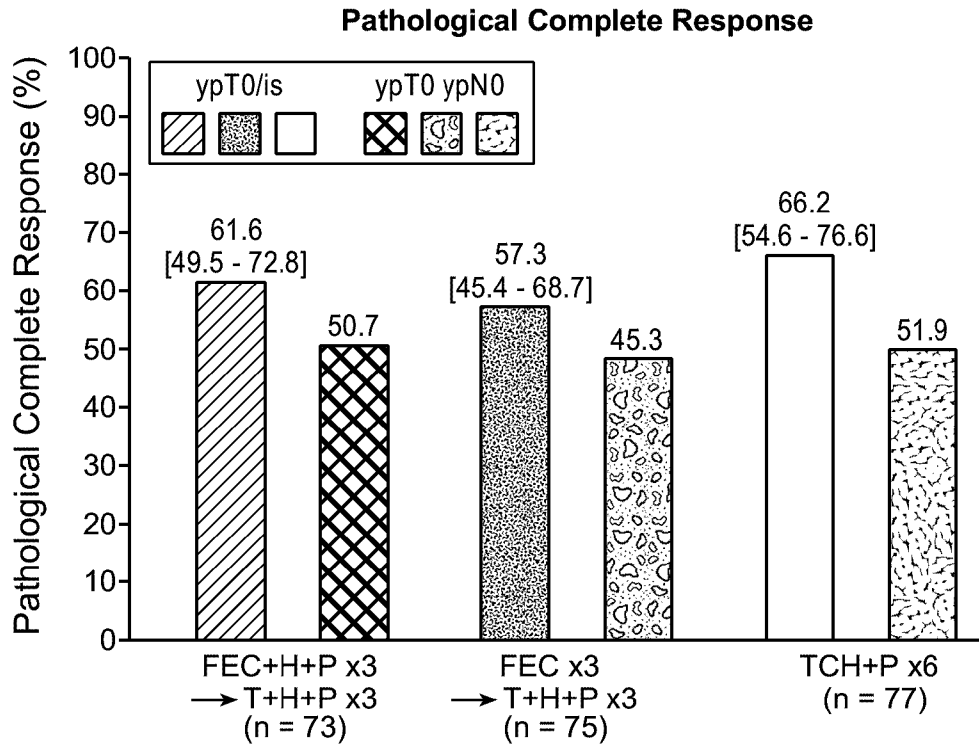 Pathological Complete Response
Pathological Complete Response (%)
100
90
80
70
60
50
40
30
20
10
0
ypT0/is ypT0 ypN0
61.6
[49.5 - 72.8]
50.7
57.3
[45.4 - 68.7]
45.3
66.2
[54.6 - 76.6]
51.9
FEC+H+P x3
→ T+H+P x3
(n = 73)
FEC x3
→ T+H+P x3
(n = 75)
TCH+P x6
(n = 77)